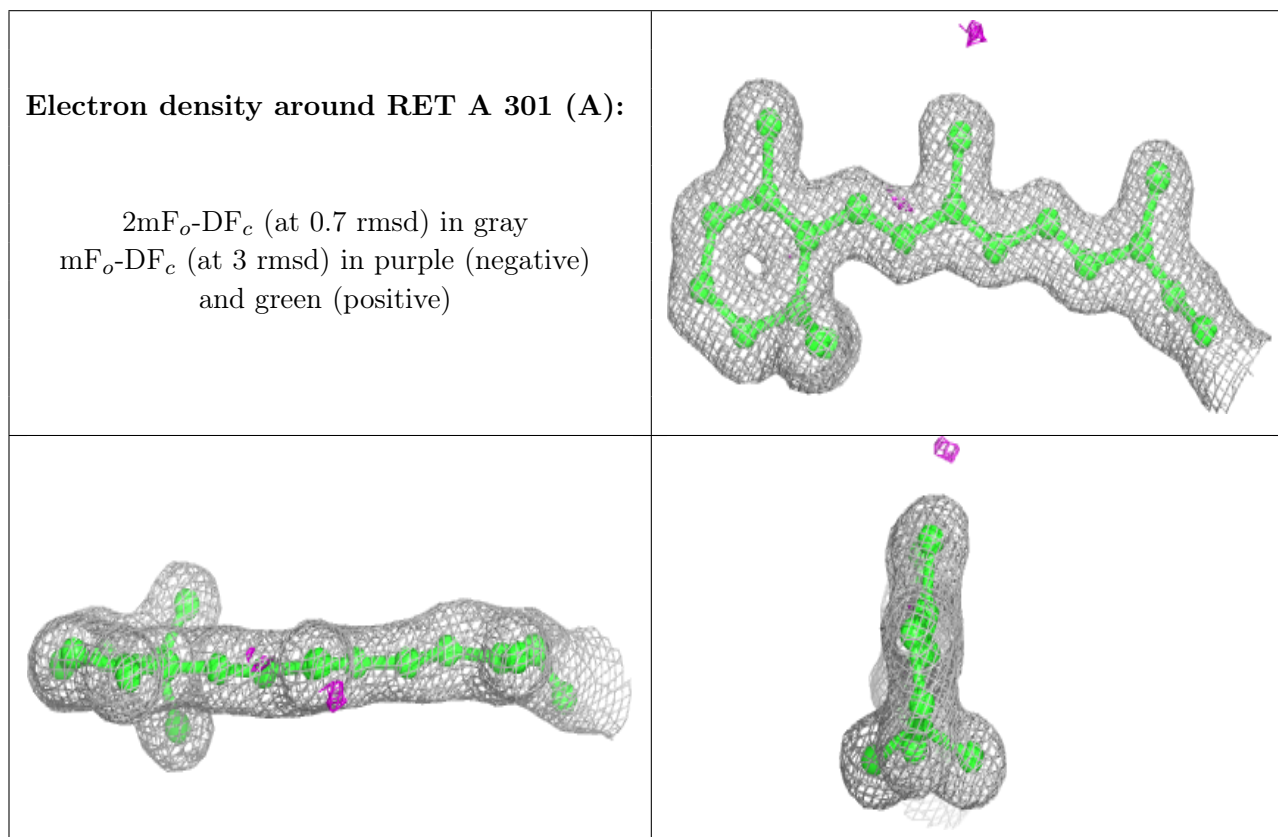 Electron density around RET A 301 (A):
2mFo-DFc (at 0.7 rmsd) in gray
mFo-DFc (at 3 rmsd) in purple (negative)
and green (positive)